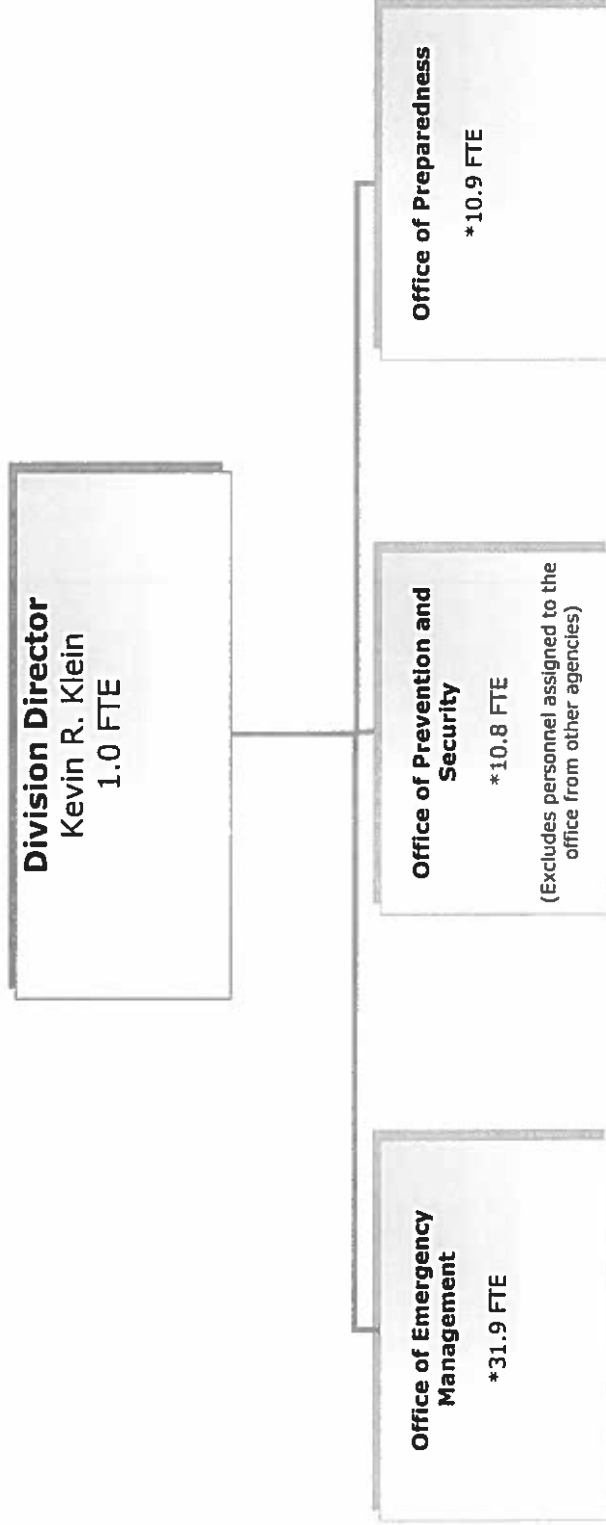 Division Director
Kevin R. Klein
1.0 FTE
Office of Emergency
Management
*31.9 FTE
Office of Prevention and
Security
*10.8 FTE
(Excludes personnel assigned to the
office from other agencies)
Office of Preparedness
*10.9 FTE